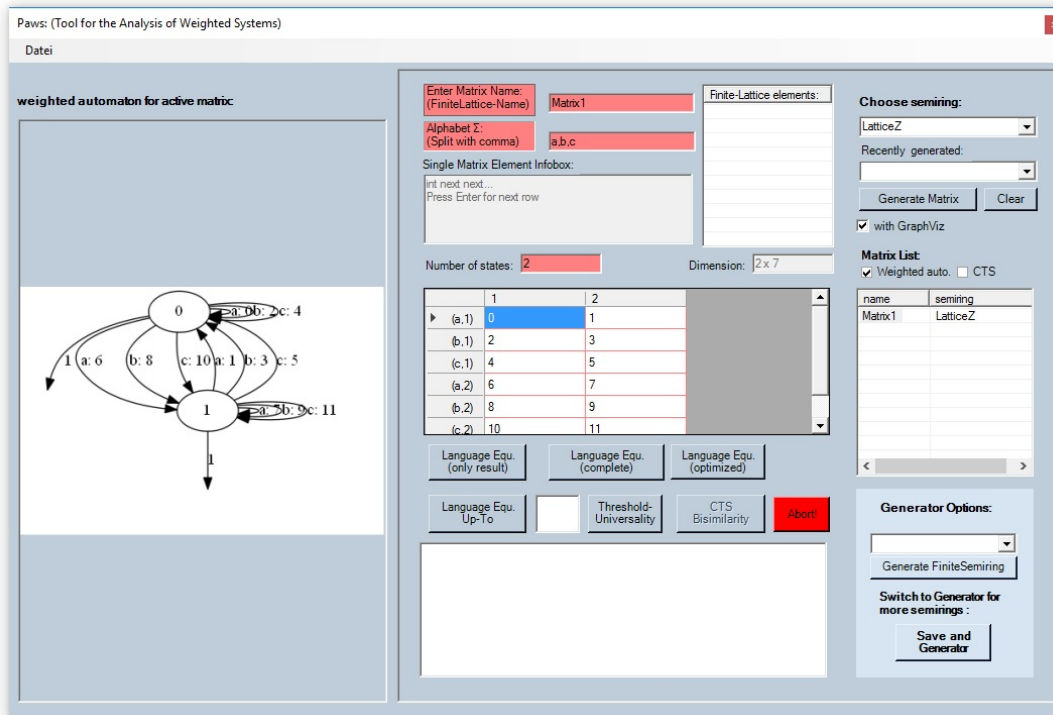 Paws: (Tool for the Analysis of Weighted Systems)
Datei
weighted automaton for active matrix:
0
a: 0b: 2c: 4
1
a: 6
b: 8
c: 10
a: 1
b: 3
c: 5
1
a: 7b: 9c: 11
1
Enter Matrix Name:
(FiniteLattice-Name)
Matrix1
Alphabet Σ:
(Split with comma)
a,b,c
Single Matrix Element Infobox:
int next next...
Press Enter for next row
Finite-Lattice elements:
Number of states:
2
Dimension:
2 x 7
1 2
(a,1) 0 1
(b,1) 2 3
(c,1) 4 5
(a,2) 6 7
(b,2) 8 9
(c,2) 10 11
Language Equ.
(only result)
Language Equ.
(complete)
Language Equ.
(optimized)
Language Equ.
Up-To
Threshold-
Universality
CTS
Bisimilarity
Abort!
Choose semiring:
LatticeZ
Recently generated:
Generate Matrix
Clear
with GraphViz
Matrix List:
Weighted auto.
CTS
name semiring
Matrix1 LatticeZ
Generator Options:
Generate FiniteSemiring
Switch to Generator for
more semirings :
Save and
Generator